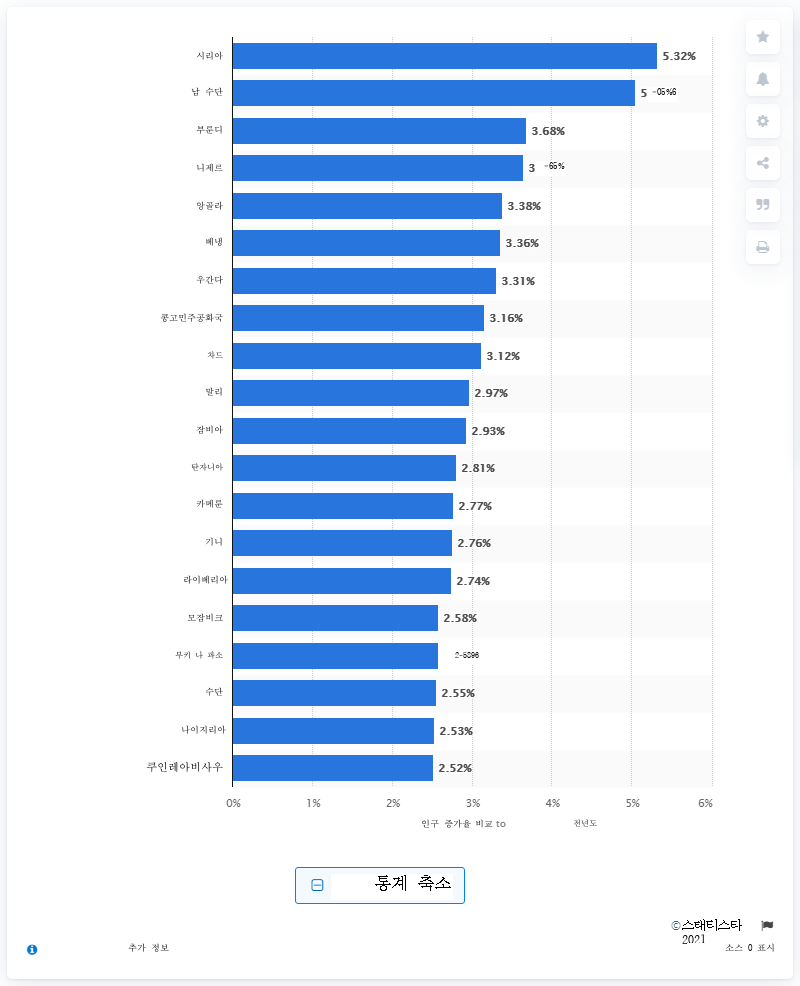 시리아 5.32%
남 수단 5 -05%6
부룬디 3.68%
니제르 3 -65%
앙골라 3.38%
베냉 3.36%
우간다 3.31%
콩고민주공화국 3.16%
차드 3.12%
말리 2.97%
잠비아 2.93%
탄자니아 2.81%
카메룬 2.77%
기니 2.76%
라이베리아 2.74%
모잠비크 2.58%
부키 나 파소 2-5896
수단 2.55%
나이지리아 2.53%
쿠인레아비사우 2.52%
0% 1% 2% 3% 4% 5% 6%
인구 증가율 비교 to 전년도
통계 축소
©스태티스타
2021
추가 정보 소스 0 표시